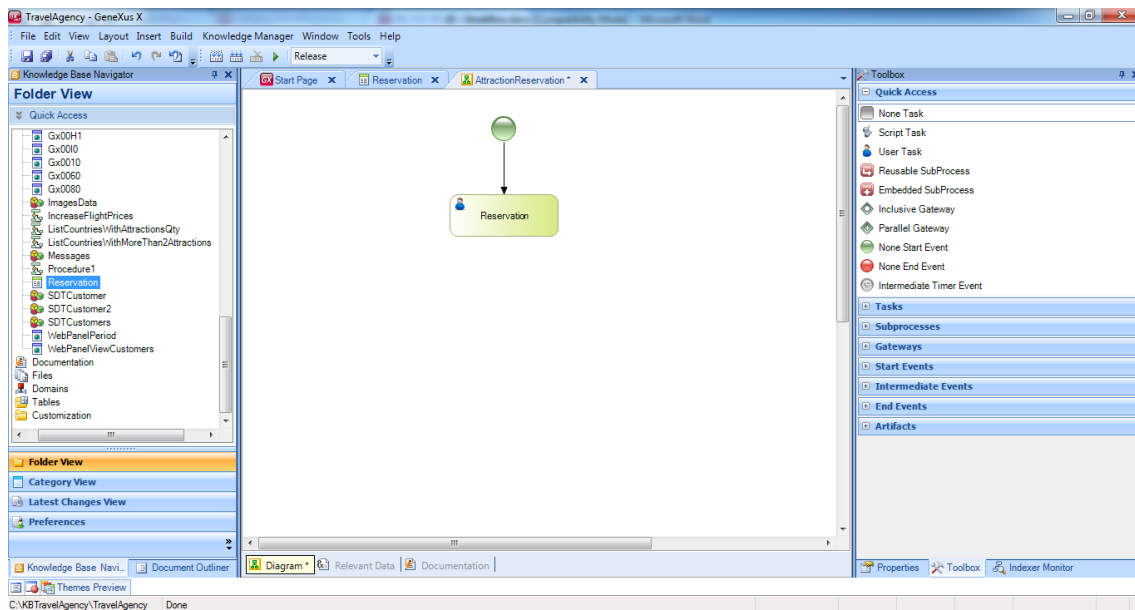 TravelAgency - GeneXus X
File Edit View Layout Insert Build Knowledge Manager Window Tools Help
Release
Knowledge Base Navigator
Start Page
Reservation
AttractionReservation *
Toolbox
Folder View
Quick Access
Gx00H1
Gx00I0
Gx0010
Gx0060
Gx0080
ImagesData
IncreaseFlightPrices
ListCountriesWithAttractionsQty
ListCountriesWithMoreThan2Attractions
Messages
Procedure1
Reservation
SDTCustomer
SDTCustomer2
SDTCustomers
WebPanelPeriod
WebPanelViewCustomers
Documentation
Files
Domains
Tables
Customization
Folder View
Category View
Latest Changes View
Preferences
Knowledge Base Navi...
Document Outliner
Reservation
Diagram *
Relevant Data
Documentation
Quick Access
None Task
Script Task
User Task
Reusable SubProcess
Embedded SubProcess
Inclusive Gateway
Parallel Gateway
None Start Event
None End Event
Intermediate Timer Event
Tasks
Subprocesses
Gateways
Start Events
Intermediate Events
End Events
Artifacts
Properties
Toolbox
Indexer Monitor
Themes Preview
C:\KBTravelAgency\TravelAgency Done